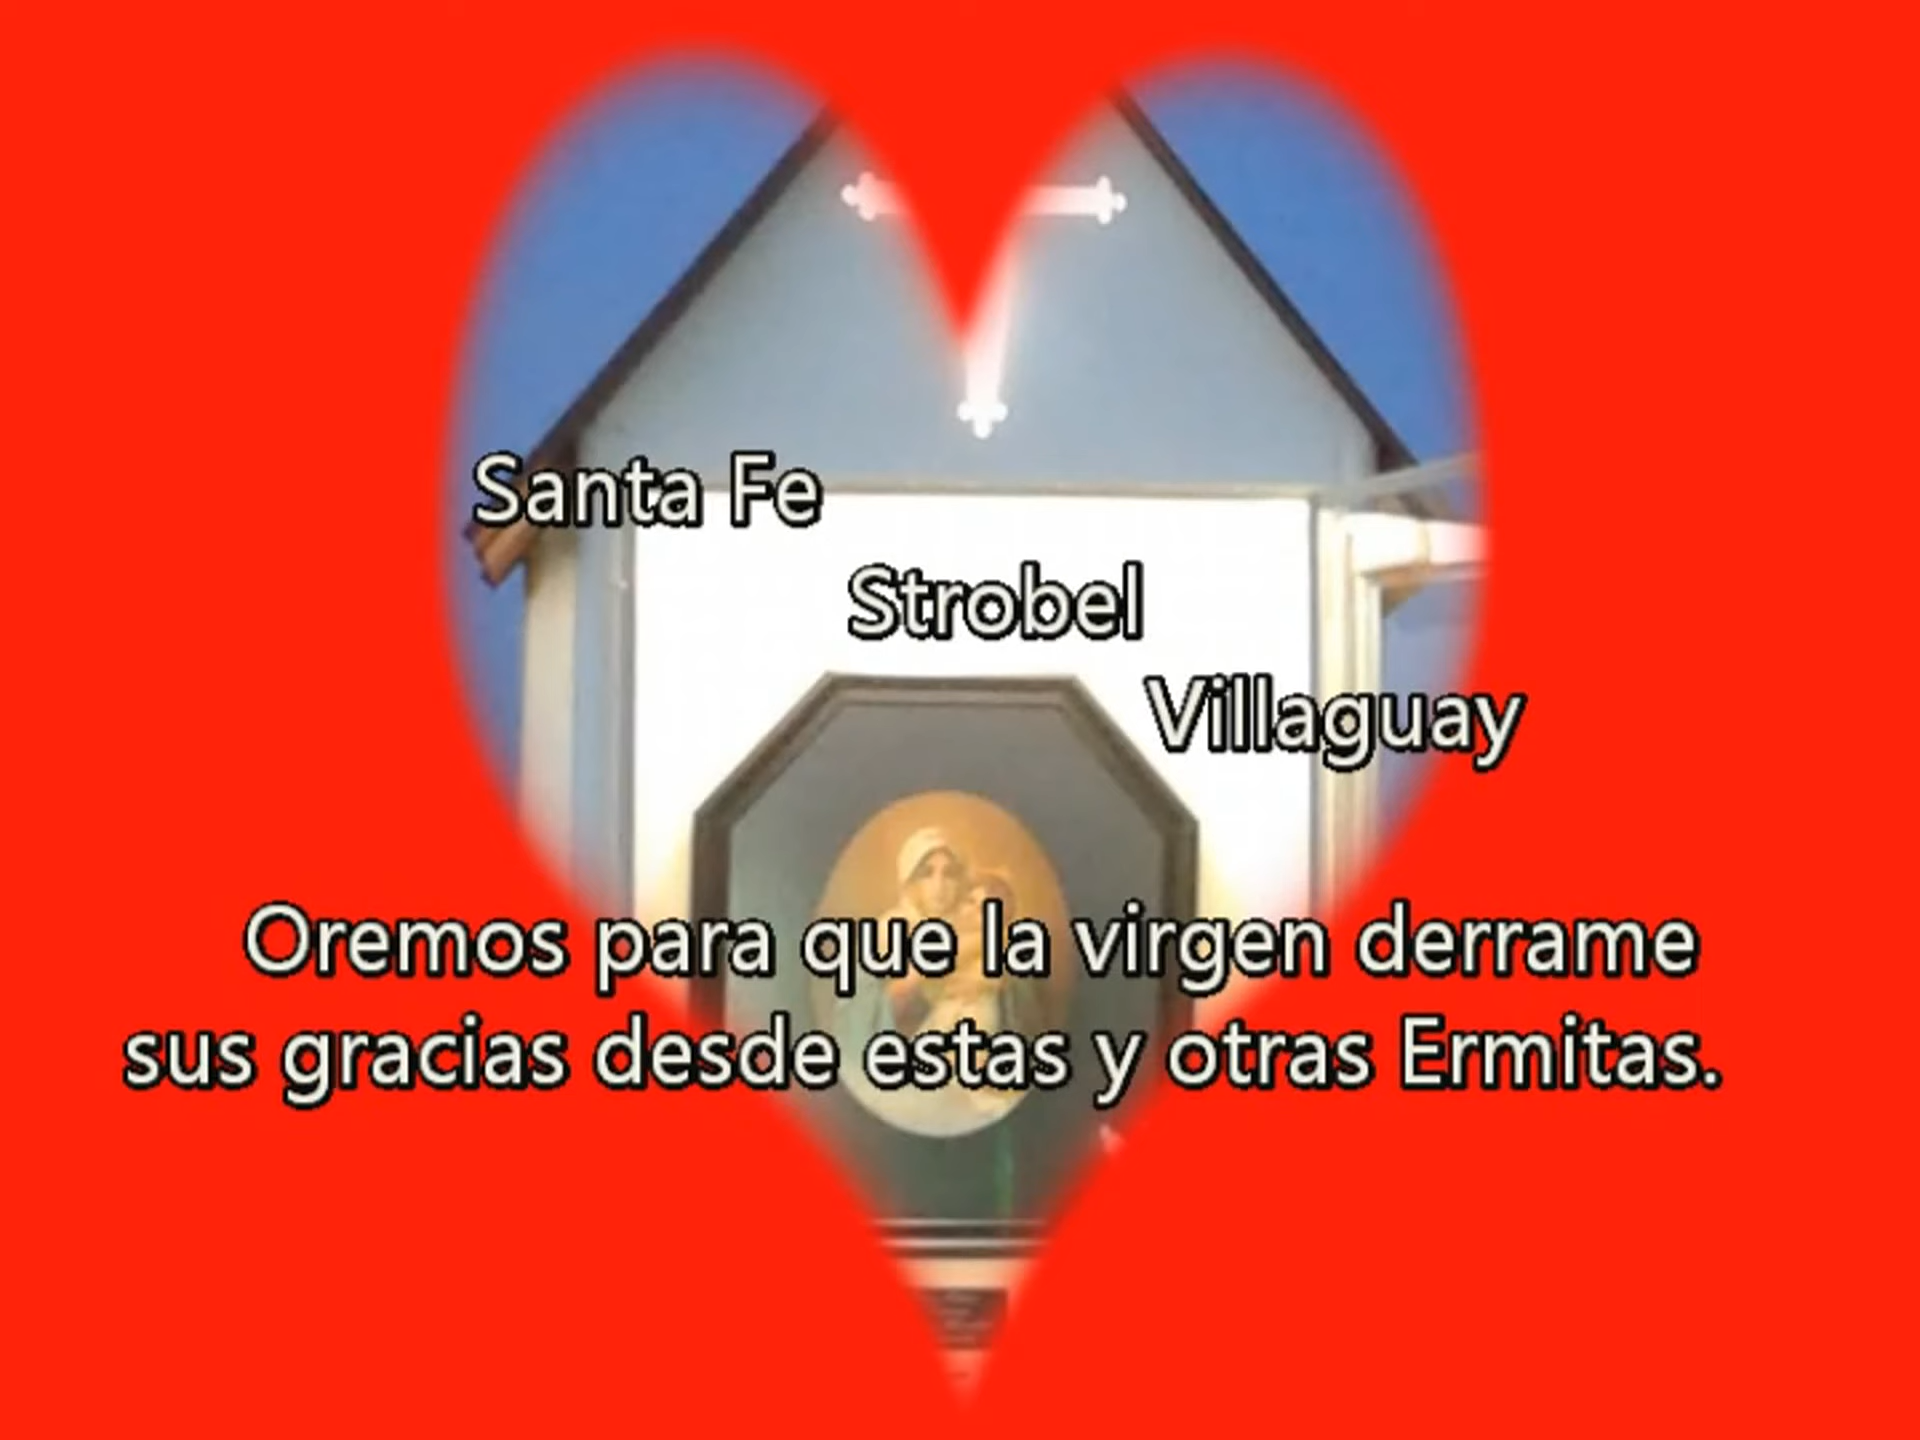 Santa Fe
Strobel
Villaguay
Oremos para que la virgen derrame
sus gracias desde estas y otras Ermitas.